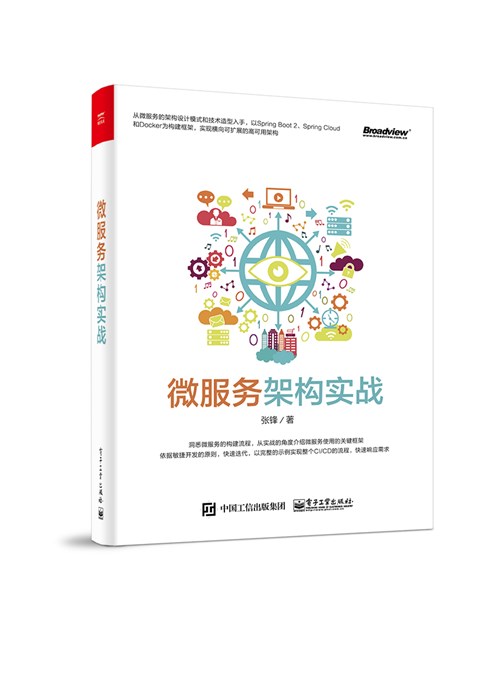 从微服务的架构设计模式和技术选型入手，以Spring Boot 2、Spring Cloud
和Docker为构建框架，实现横向可扩展的高可用架构
Broadview®
www.broadview.com.cn
微服务架构实战
张锋 / 著
洞悉微服务的构建流程，从实战的角度介绍微服务使用的关键框架
依据敏捷开发的原则，快速迭代，以完整的示例实现整个CI/CD的流程，快速响应需求
中国工信出版集团
电子工业出版社
微服务架构实战